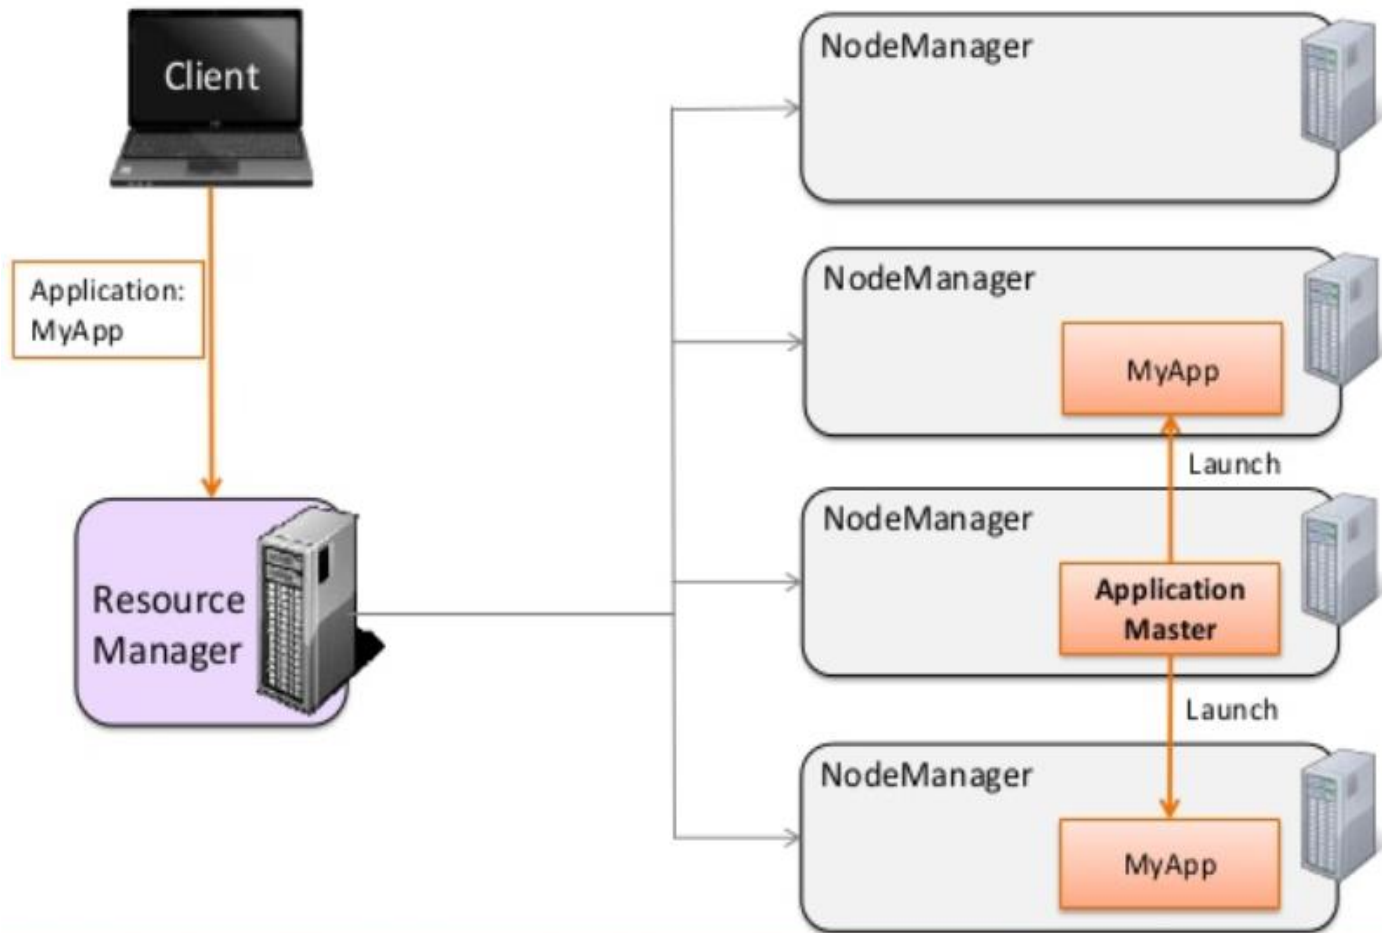 Client
Application:
MyApp
Resource
Manager
NodeManager
NodeManager
MyApp
Launch
NodeManager
Application
Master
Launch
NodeManager
MyApp